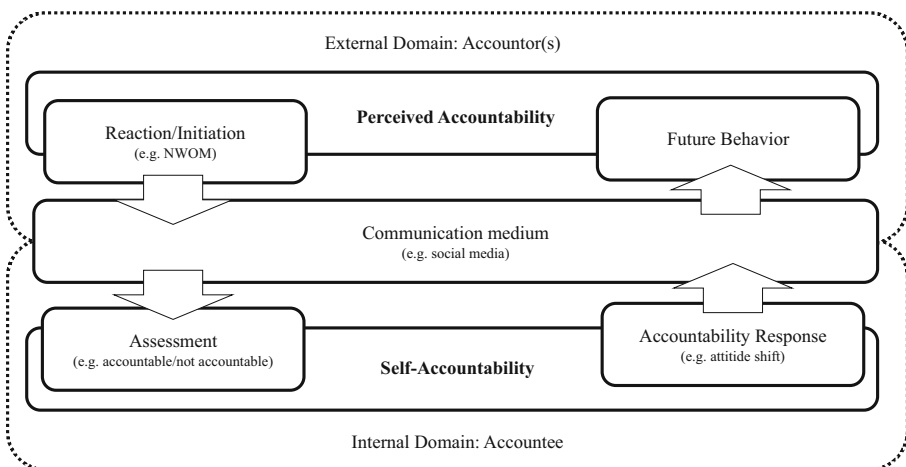 External Domain: Accountor(s)
Perceived Accountability
Reaction/Initiation
(e.g. NWOM)
Future Behavior
Communication medium
(e.g. social media)
Assessment
(e.g. accountable/not accountable)
Accountability Response
(e.g. attitide shift)
Self-Accountability
Internal Domain: Accountee